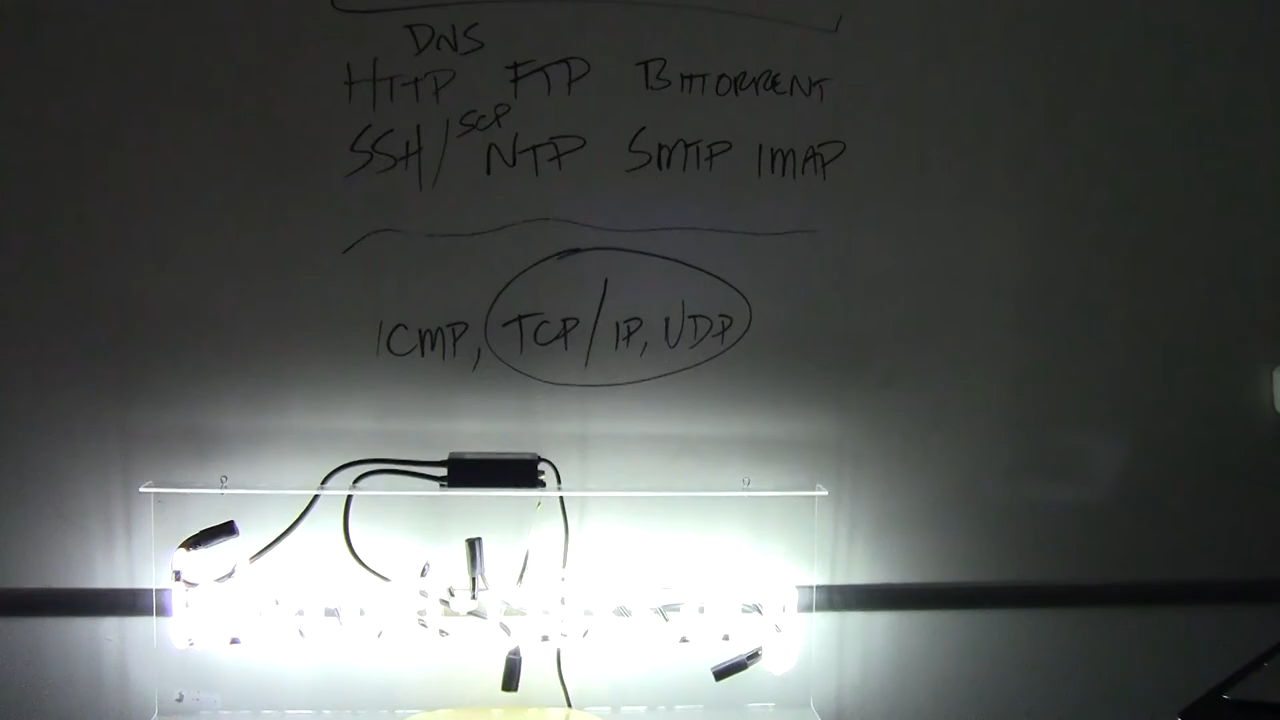 DNS
HTTP FTP BITTORRENT
SSH/SCP NTP SMTP IMAP
ICMP, TCP/IP, UDP